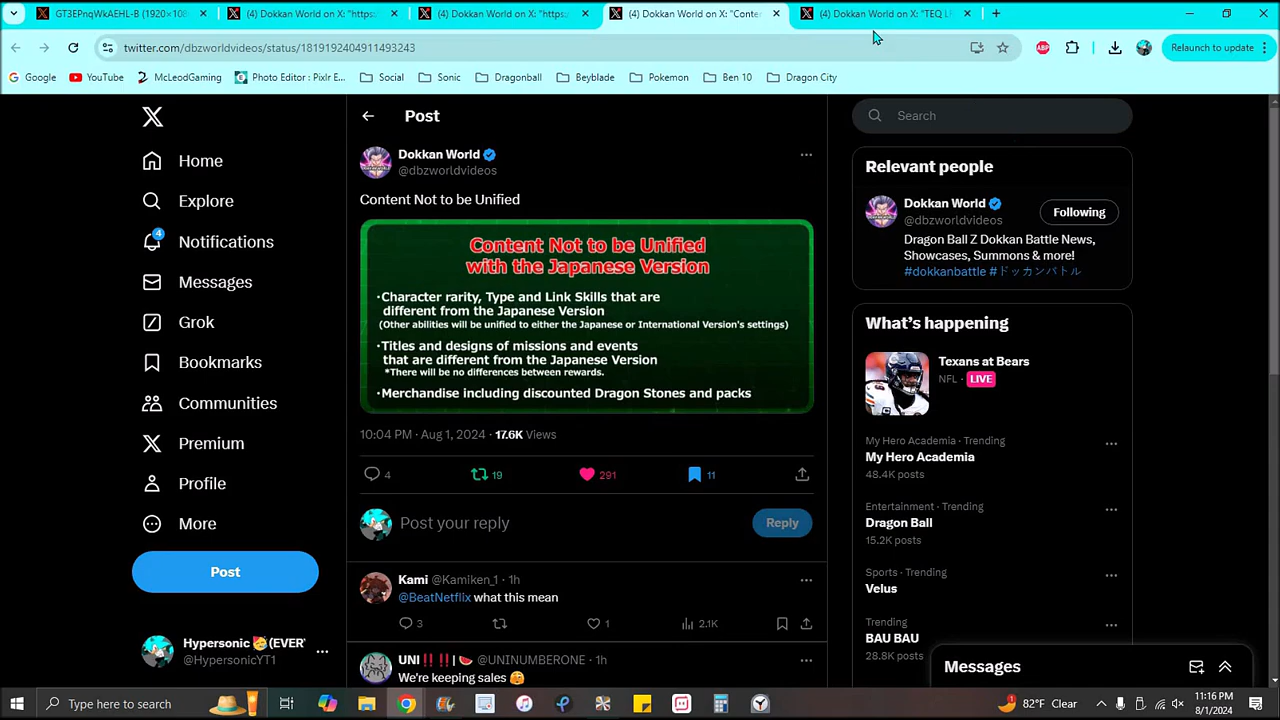 GT3EPnqWkAEHL-B (1920×108
(4) Dokkan World on X: "https:
(4) Dokkan World on X: "https:
(4) Dokkan World on X: "Conte
(4) Dokkan World on X: "TEQ L
twitter.com/dbzworldvideos/status/1819192404911493243
ABP
Relaunch to update
Google
YouTube
McLeodGaming
Photo Editor : Pixlr E...
Social
Sonic
Dragonball
Beyblade
Pokemon
Ben 10
Dragon City
Home
Explore
4
Notifications
Messages
Grok
Bookmarks
Communities
Premium
Profile
More
Post
Hypersonic 🥳(EVER
@HypersonicYT1
Post
Dokkan World
@dbzworldvideos
Content Not to be Unified
Content Not to be Unified
with the Japanese Version
・Character rarity, Type and Link Skills that are
different from the Japanese Version
(Other abilities will be unified to either the Japanese or International Version's settings)
・Titles and designs of missions and events
that are different from the Japanese Version
*There will be no differences between rewards.
・Merchandise including discounted Dragon Stones and packs
10:04 PM · Aug 1, 2024 · 17.6K Views
4
19
291
11
Post your reply
Reply
Kami @Kamiken_1 · 1h
@BeatNetflix what this mean
3
1
2.1K
UNI‼️‼️|🍉 @UNINUMBERONE · 1h
We're keeping sales 🥰
Search
Relevant people
Dokkan World
@dbzworldvideos
Following
Dragon Ball Z Dokkan Battle News,
Showcases, Summons & more!
#dokkanbattle #ドッカンバトル
What's happening
Texans at Bears
NFL · LIVE
My Hero Academia · Trending
My Hero Academia
48.4K posts
Entertainment · Trending
Dragon Ball
15.2K posts
Sports · Trending
Velus
Trending
BAU BAU
28.8K posts
Messages
Type here to search
82°F Clear
11:16 PM
8/1/2024